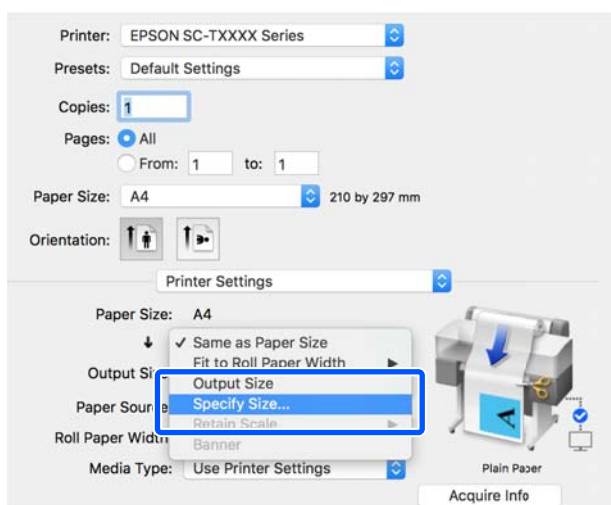 Printer: EPSON SC-TXXXX Series
Presets: Default Settings
Copies: 1
Pages: All
From: 1 to: 1
Paper Size: A4 210 by 297 mm
Orientation:
Printer Settings
Paper Size: A4
✓ Same as Paper Size
Fit to Roll Paper Width
Output Size
Output Size
Specify Size...
Paper Source
Retain Scale
Roll Paper Width
Banner
Media Type: Use Printer Settings
Plain Paper
Acquire Info